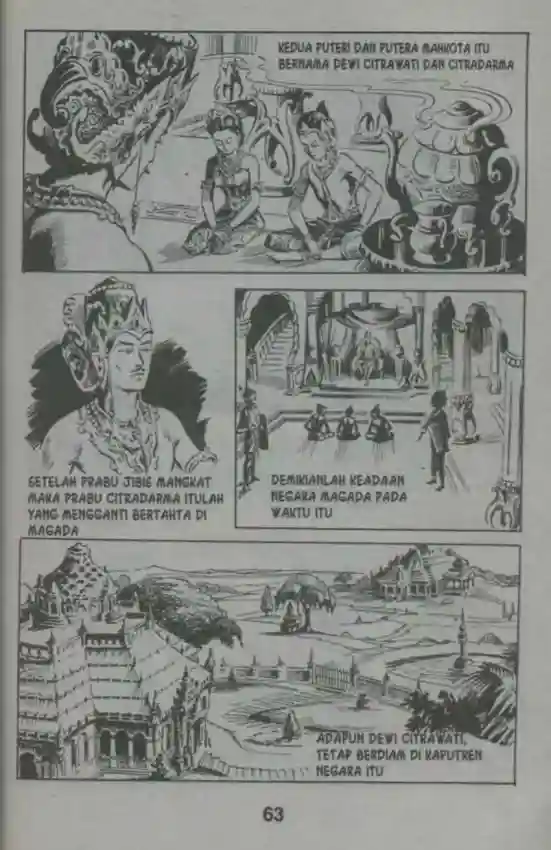 KEDUA PUTERI DAN PUTERA MAHKOTA ITU
BERNAMA DEWI CITRAWATI DAN CITRADARMA
SETELAH PRABU JIBIS MANGKAT
MAKA PRABU CITRADARMA ITULAH
YANG MENGGANTI BERTAHTA DI
MAGADA
DEMIKIANLAH KEADAAN
NEGARA MAGADA PADA
WAKTU ITU
ADAPUN DEWI CITRAWATI,
TETAP BERDIAM DI KAPUTREN
NEGARA ITU
63